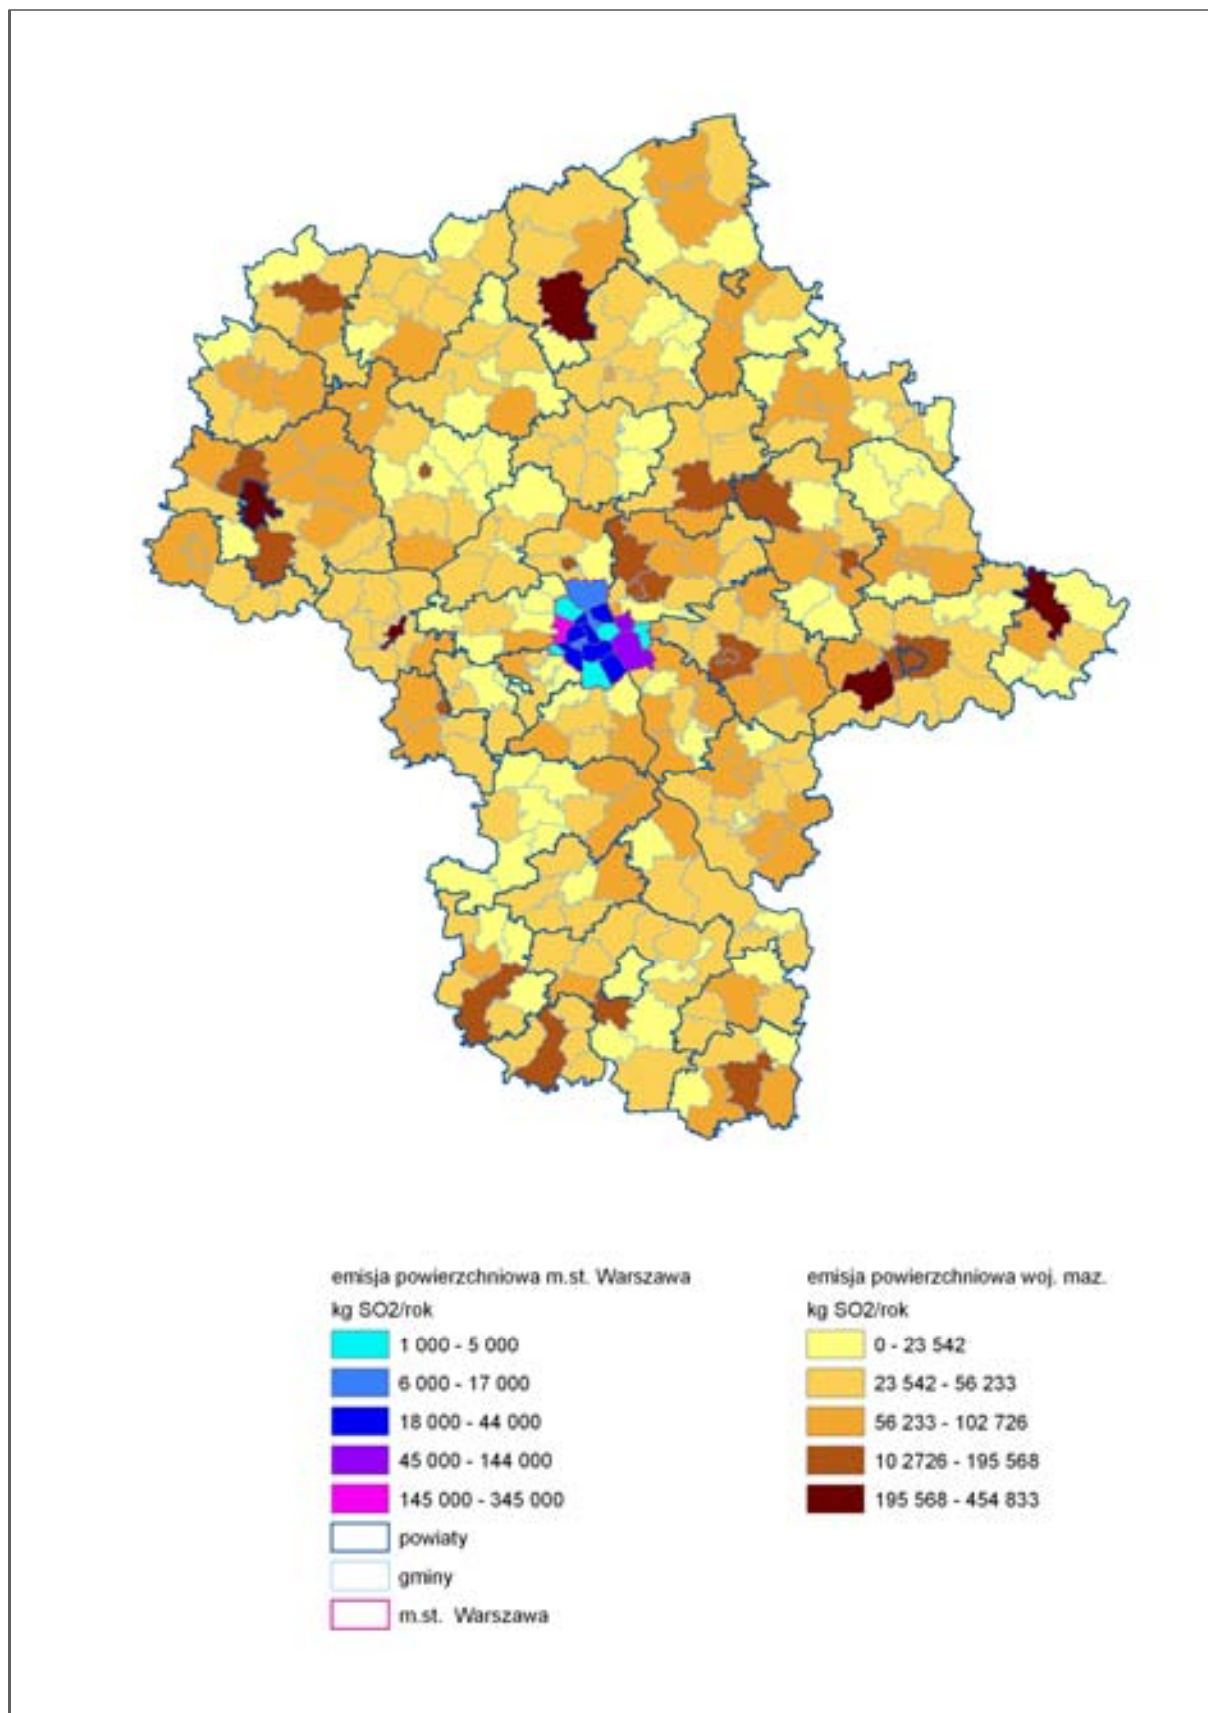 emisja powierzchniowa m.st. Warszawa
kg SO2/rok
1 000 - 5 000
6 000 - 17 000
18 000 - 44 000
45 000 - 144 000
145 000 - 345 000
powiaty
gminy
m.st. Warszawa
emisja powierzchniowa woj. maz.
kg SO2/rok
0 - 23 542
23 542 - 56 233
56 233 - 102 726
10 2726 - 195 568
195 568 - 454 833